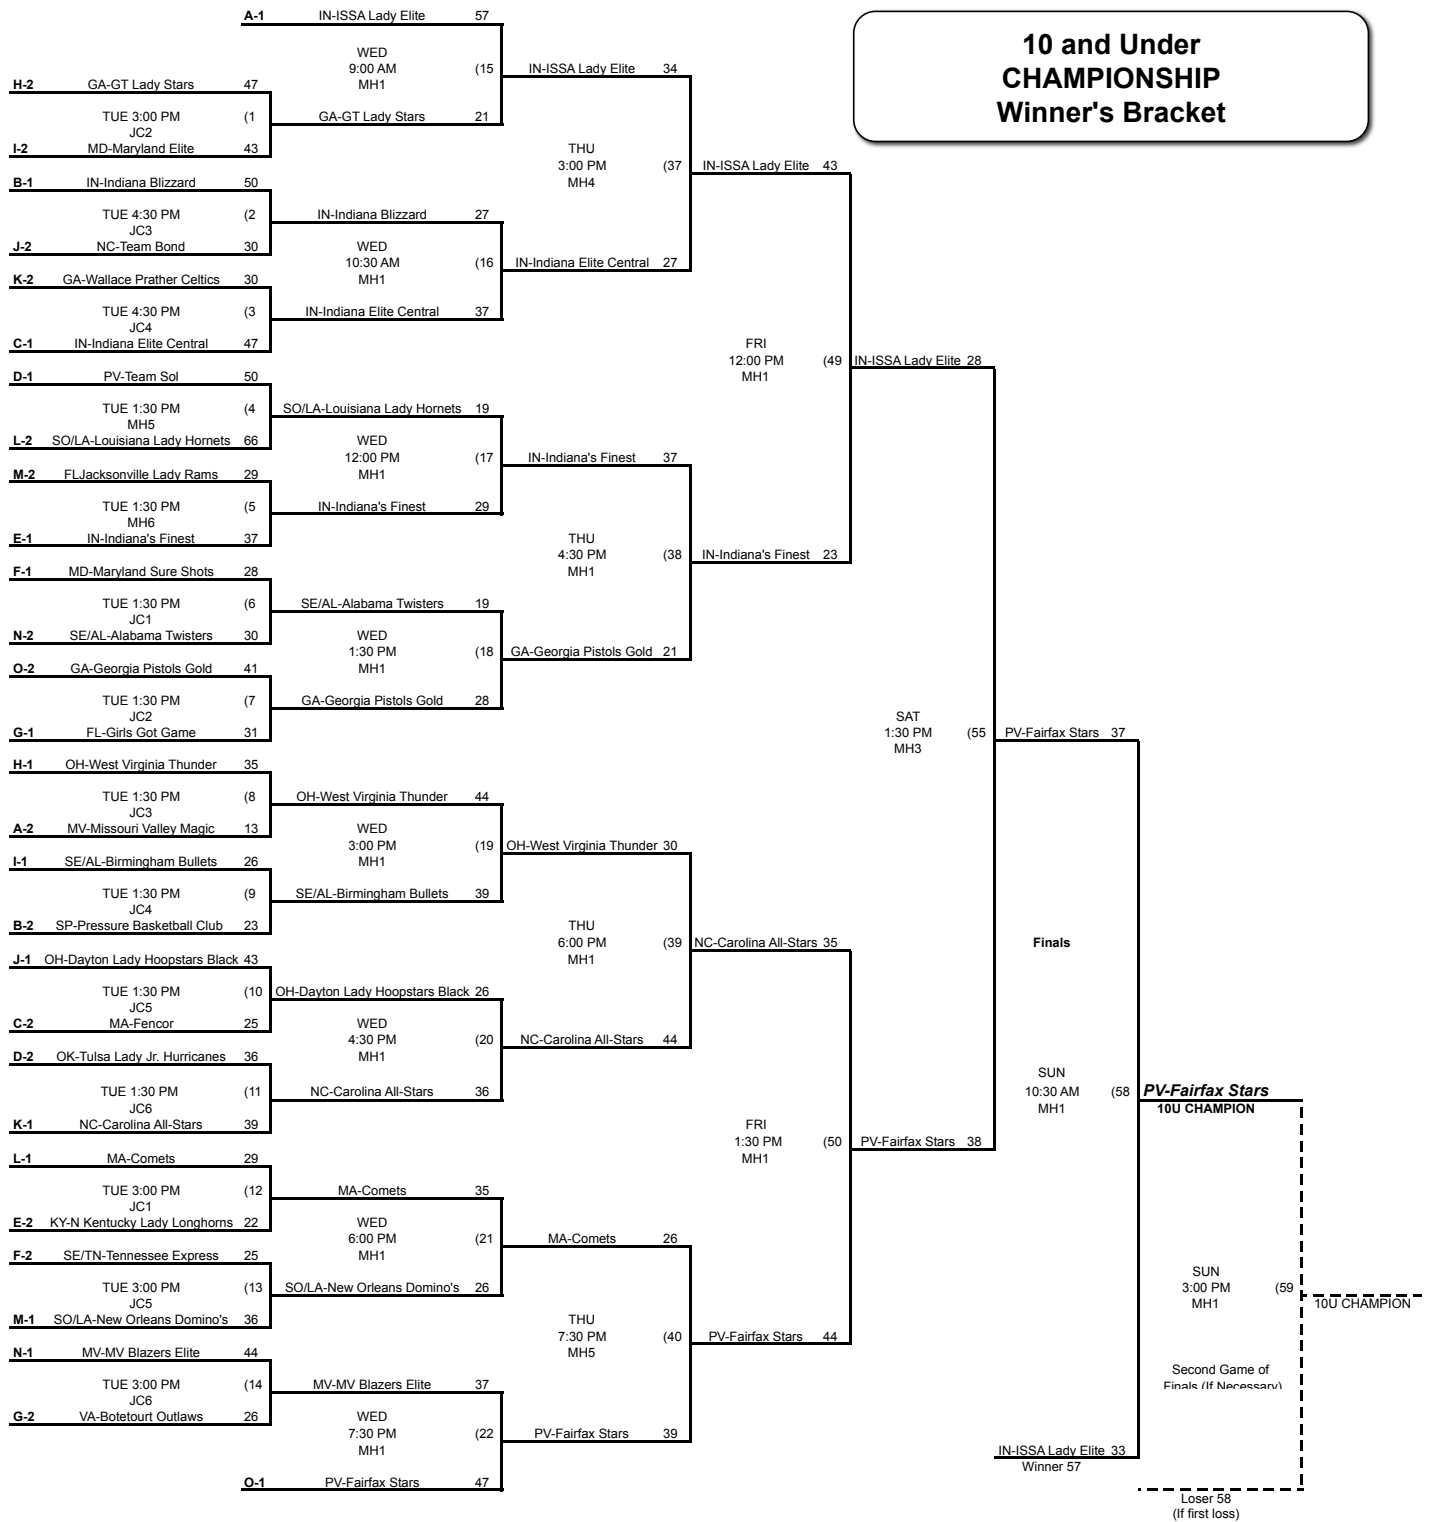 10 and Under
CHAMPIONSHIP
Winner's Bracket
A-1 IN-ISSA Lady Elite 57
WED
9:00 AM (15
MH1
IN-ISSA Lady Elite 34
H-2 GA-GT Lady Stars 47
TUE 3:00 PM (1
JC2
GA-GT Lady Stars 21
I-2 MD-Maryland Elite 43
THU
3:00 PM (37
MH4
IN-ISSA Lady Elite 43
B-1 IN-Indiana Blizzard 50
TUE 4:30 PM (2
JC3
IN-Indiana Blizzard 27
J-2 NC-Team Bond 30
WED
10:30 AM (16
MH1
IN-Indiana Elite Central 27
K-2 GA-Wallace Prather Celtics 30
TUE 4:30 PM (3
JC4
IN-Indiana Elite Central 37
C-1 IN-Indiana Elite Central 47
FRI
12:00 PM (49
MH1
IN-ISSA Lady Elite 28
D-1 PV-Team Sol 50
TUE 1:30 PM (4
MH5
SO/LA-Louisiana Lady Hornets 19
L-2 SO/LA-Louisiana Lady Hornets 66
WED
12:00 PM (17
MH1
IN-Indiana's Finest 37
M-2 FLJacksonville Lady Rams 29
TUE 1:30 PM (5
MH6
IN-Indiana's Finest 29
E-1 IN-Indiana's Finest 37
THU
4:30 PM (38
MH1
IN-Indiana's Finest 23
F-1 MD-Maryland Sure Shots 28
TUE 1:30 PM (6
JC1
SE/AL-Alabama Twisters 19
N-2 SE/AL-Alabama Twisters 30
WED
1:30 PM (18
MH1
GA-Georgia Pistols Gold 21
O-2 GA-Georgia Pistols Gold 41
TUE 1:30 PM (7
JC2
GA-Georgia Pistols Gold 28
G-1 FL-Girls Got Game 31
SAT
1:30 PM (55
MH3
PV-Fairfax Stars 37
H-1 OH-West Virginia Thunder 35
TUE 1:30 PM (8
JC3
OH-West Virginia Thunder 44
A-2 MV-Missouri Valley Magic 13
WED
3:00 PM (19
MH1
OH-West Virginia Thunder 30
I-1 SE/AL-Birmingham Bullets 26
TUE 1:30 PM (9
JC4
SE/AL-Birmingham Bullets 39
B-2 SP-Pressure Basketball Club 23
THU
6:00 PM (39
MH1
NC-Carolina All-Stars 35
Finals
J-1 OH-Dayton Lady Hoopstars Black 43
TUE 1:30 PM (10
JC5
OH-Dayton Lady Hoopstars Black 26
C-2 MA-Fencor 25
WED
4:30 PM (20
MH1
NC-Carolina All-Stars 44
D-2 OK-Tulsa Lady Jr. Hurricanes 36
TUE 1:30 PM (11
JC6
NC-Carolina All-Stars 36
K-1 NC-Carolina All-Stars 39
SUN
10:30 AM (58
MH1
PV-Fairfax Stars
10U CHAMPION
FRI
1:30 PM (50
MH1
PV-Fairfax Stars 38
L-1 MA-Comets 29
TUE 3:00 PM (12
JC1
MA-Comets 35
E-2 KY-N Kentucky Lady Longhorns 22
WED
6:00 PM (21
MH1
MA-Comets 26
F-2 SE/TN-Tennessee Express 25
TUE 3:00 PM (13
JC5
SO/LA-New Orleans Domino's 26
M-1 SO/LA-New Orleans Domino's 36
THU
7:30 PM (40
MH5
PV-Fairfax Stars 44
SUN
3:00 PM (59
MH1
10U CHAMPION
N-1 MV-MV Blazers Elite 44
TUE 3:00 PM (14
JC6
MV-MV Blazers Elite 37
G-2 VA-Botetourt Outlaws 26
WED
7:30 PM (22
MH1
PV-Fairfax Stars 39
Second Game of
Finals (If Necessary)
O-1 PV-Fairfax Stars 47
IN-ISSA Lady Elite 33
Winner 57
Loser 58
(If first loss)